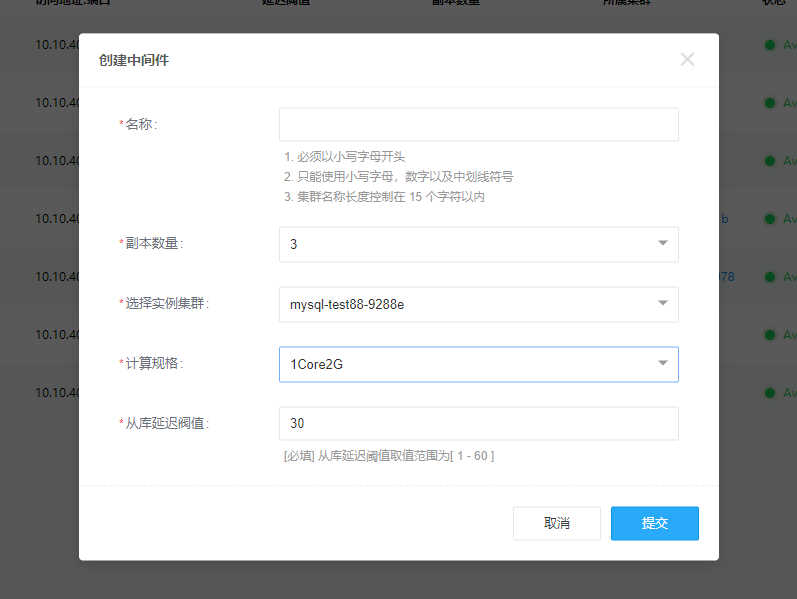 访问地址:端口 延迟阈值 副本数量 所属集群 状态
创建中间件
10.10.40 Av
10.10.40 Av
*名称:
1. 必须以小写字母开头
10.10.40 Av
2. 只能使用小写字母，数字以及中划线符号
3. 集群名称长度控制在 15 个字符以内
10.10.40 b Av
*副本数量: 3
10.10.40 78 Av
*选择实例集群: mysql-test88-9288e
10.10.40 Av
*计算规格: 1Core2G
10.10.40 Av
*从库延迟阀值: 30
[必填] 从库延迟阈值取值范围为[ 1 - 60 ]
取消 提交